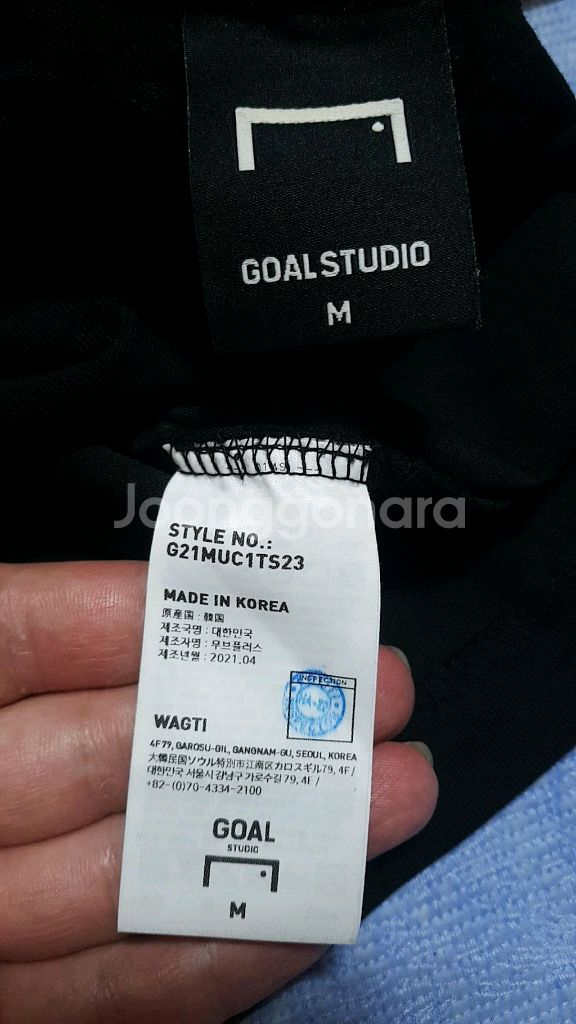 GOALSTUDIO
M
Joonggonara
STYLE NO.:
G21MUC1TS23
MADE IN KOREA
原産国 : 韓国
제조국명 : 대한민국
제조자명 : 무브플러스
제조년월 : 2021.04
INSPECTION
WAGTI
4F79, GAROSU-GIL, GANGNAM-GU, SEOUL, KOREA
大韓民国ソウル特別市江南区カロスギル79, 4F/
대한민국 서울시 강남구 가로수길 79, 4F /
+82-(0)70-4334-2100
GOAL
STUDIO
M